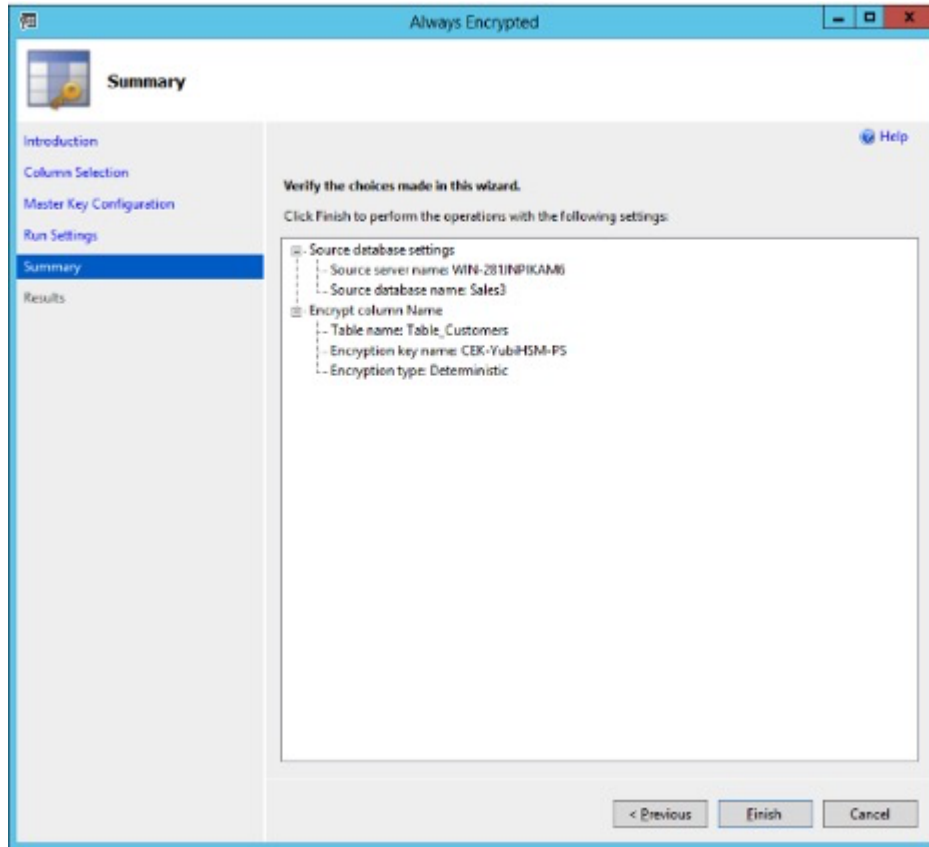 Always Encrypted
Summary
Introduction
Column Selection
Master Key Configuration
Run Settings
Summary
Results
Help
Verify the choices made in this wizard.
Click Finish to perform the operations with the following settings:
Source database settings
Source server name: WIN-281JNPIKAM6
Source database name: Sales3
Encrypt column Name
Table name: Table_Customers
Encryption key name: CEK-YubiHSM-PS
Encryption type: Deterministic
< Previous
Finish
Cancel